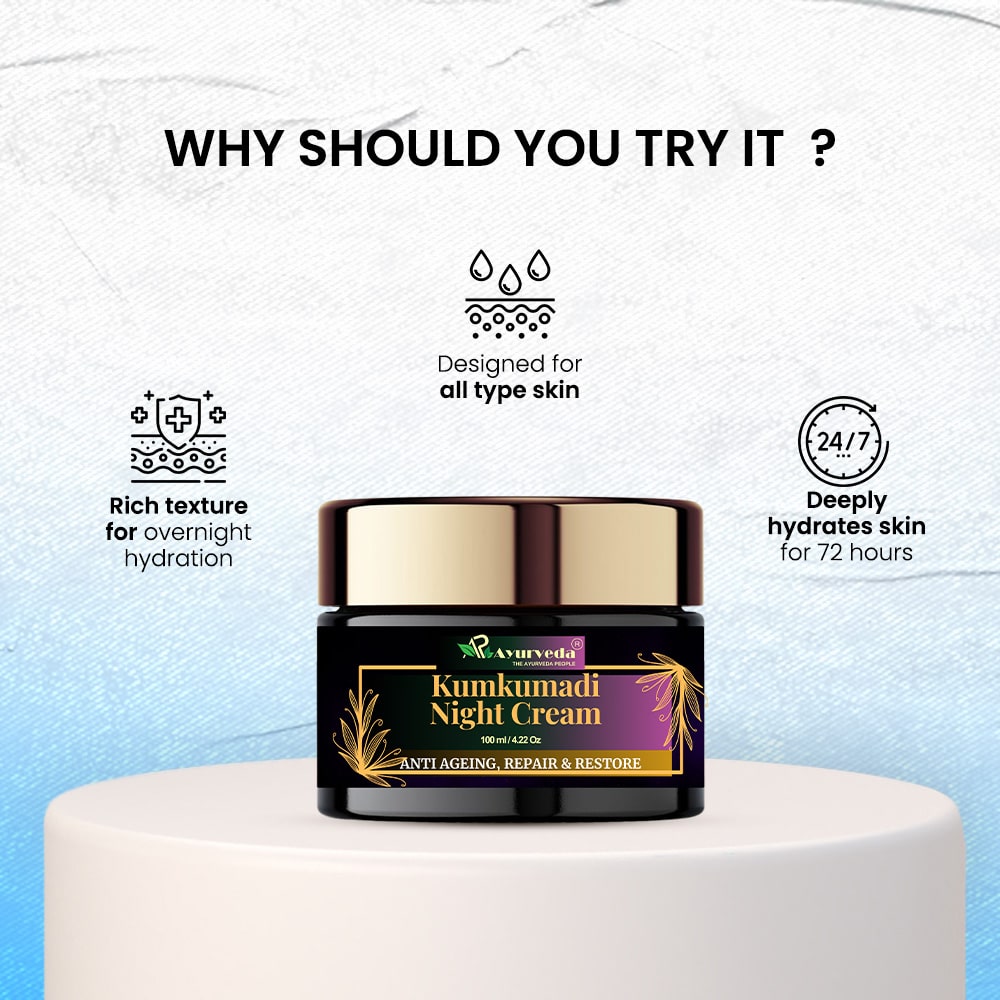 WHY SHOULD YOU TRY IT ?
Designed for
all type skin
Rich texture
for overnight
hydration
24/7
Deeply
hydrates skin
for 72 hours
AP Ayurveda ®
THE AYURVEDA PEOPLE
Kumkumadi
Night Cream
100 ml / 4.22 Oz
ANTI AGEING, REPAIR & RESTORE